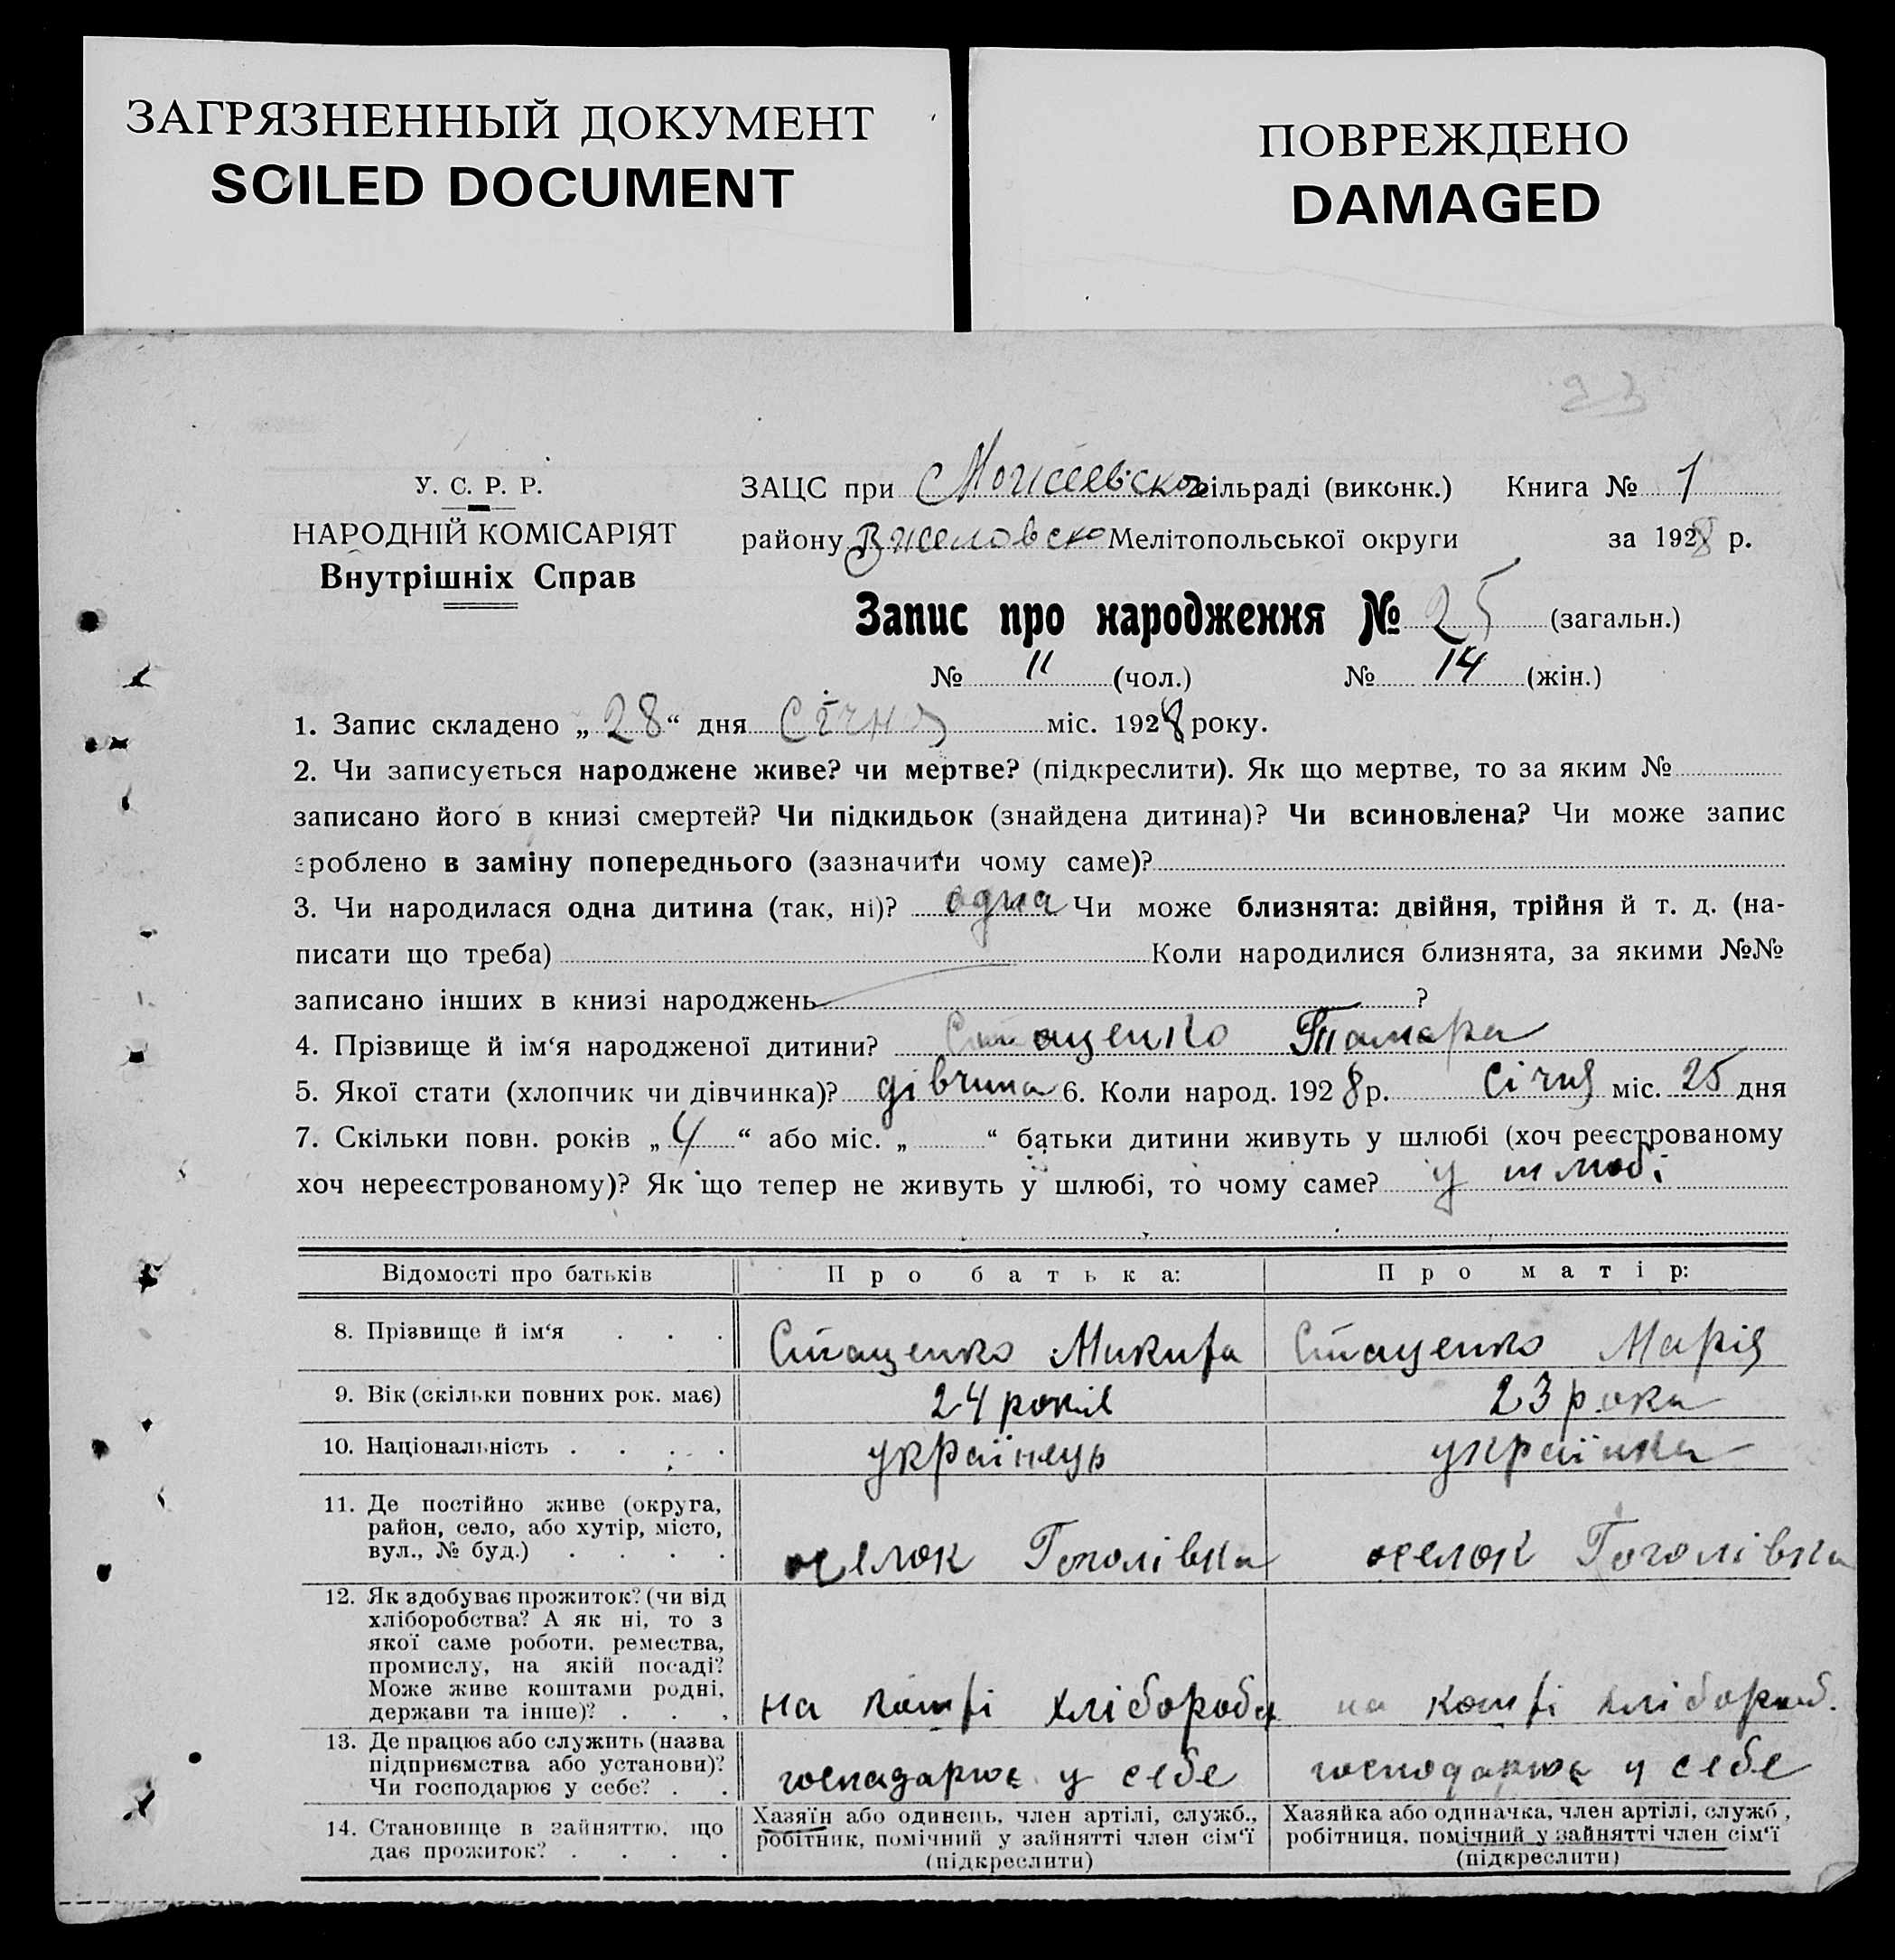 ЗАГРЯЗНЕННЫЙ ДОКУМЕНТ
SOILED DOCUMENT
ПОВРЕЖДЕНО
DAMAGED
23
У. С. Р. Р.
НАРОДНІЙ КОМІСАРІЯТ
Внутрішніх Справ
ЗАЦС при Моисеевской сільраді (виконк.) Книга № 1
району Виселовско Мелітопольської округи за 1928 р.
Запис про народження № 25 (загальн.)
№ 11 (чол.) № 14 (жін.)
1. Запис складено „ 28 “ дня січня міс. 1928 року.
2. Чи записується народжене живе? чи мертве? (підкреслити). Як що мертве, то за яким №
записано його в книзі смертей? Чи підкидьок (знайдена дитина)? Чи всиновлена? Чи може запис
зроблено в заміну попереднього (зазначити чому саме)?
3. Чи народилася одна дитина (так, ні)? одна Чи може близнята: двійня, трійня й т. д. (на-
писати що треба) Коли народилися близнята, за якими №№
записано інших в книзі народжень ?
4. Прізвище й ім‘я народженої дитини? Стаценко Тамара
5. Якої стати (хлопчик чи дівчинка)? дівчина 6. Коли народ. 1928 р. Січня міс. 25 дня
7. Скільки повн. років „ 4 “ або міс. „ “ батьки дитини живуть у шлюбі (хоч реєстрованому
хоч нереєстрованому)? Як що тепер не живуть у шлюбі, то чому саме? у шлюбі
Відомості про батьків Про батька: Про матір:
8. Прізвище й ім‘я . . . Стаценко Микита Стаценко Марія
9. Вік (скільки повних рок. має) 24 років 23 рока
10. Національність . . . . українець українка
11. Де постійно живе (округа,
район, село, або хутір, місто,
вул., № буд.) . . . . оселок Гоголівка оселок Гоголівка
12. Як здобуває прожиток? (чи від
хліборобства? А як ні, то з
якої саме роботи, ремества,
промислу, на якій посаді?
Може живе коштами родні,
держави та інше)? . . . на кошті хлібороба на кошті хлібороб.
13. Де працює або служить (назва
підприємства або установи)?
Чи господарює у себе? . . господарює у себе господарює у себе
14. Становище в зайняттю, що
дає прожиток? . . . .
Хазяїн або одинець, член артілі, служб.,
робітник, помічний у зайнятті член сім‘ї
(підкреслити)
Хазяйка або одиначка, член артілі, служб.,
робітниця, помічний у зайнятті член сім‘ї
(підкреслити)